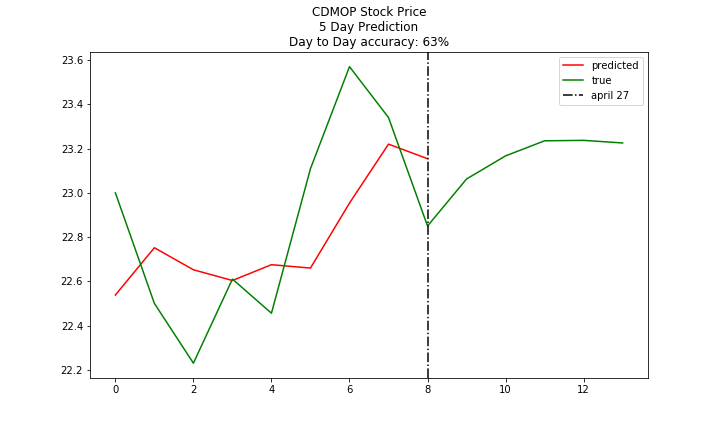 CDMOP Stock Price
5 Day Prediction
Day to Day accuracy: 63%
predicted
true
april 27
23.6
23.4
23.2
23.0
22.8
22.6
22.4
22.2
0 2 4 6 8 10 12